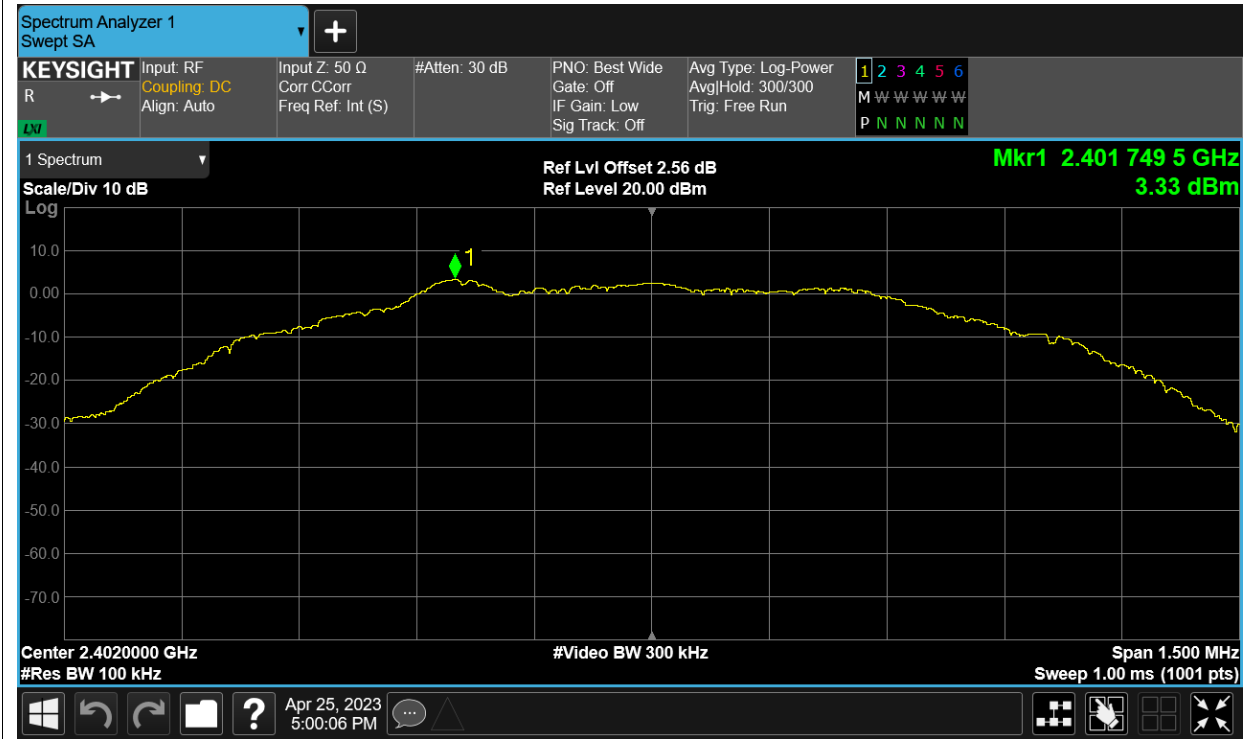 Spectrum Analyzer 1
Swept SA
KEYSIGHT
R
LXI
Input: RF
Coupling: DC
Align: Auto
Input Z: 50 Ω
Corr CCorr
Freq Ref: Int (S)
#Atten: 30 dB
PNO: Best Wide
Gate: Off
IF Gain: Low
Sig Track: Off
Avg Type: Log-Power
Avg|Hold: 300/300
Trig: Free Run
1 2 3 4 5 6
M W W W W W
P N N N N N
1 Spectrum
Scale/Div 10 dB
Ref Lvl Offset 2.56 dB
Ref Level 20.00 dBm
Mkr1 2.401 749 5 GHz
3.33 dBm
Log
1
10.0
0.00
-10.0
-20.0
-30.0
-40.0
-50.0
-60.0
-70.0
Center 2.4020000 GHz
#Res BW 100 kHz
#Video BW 300 kHz
Span 1.500 MHz
Sweep 1.00 ms (1001 pts)
?
Apr 25, 2023
5:00:06 PM